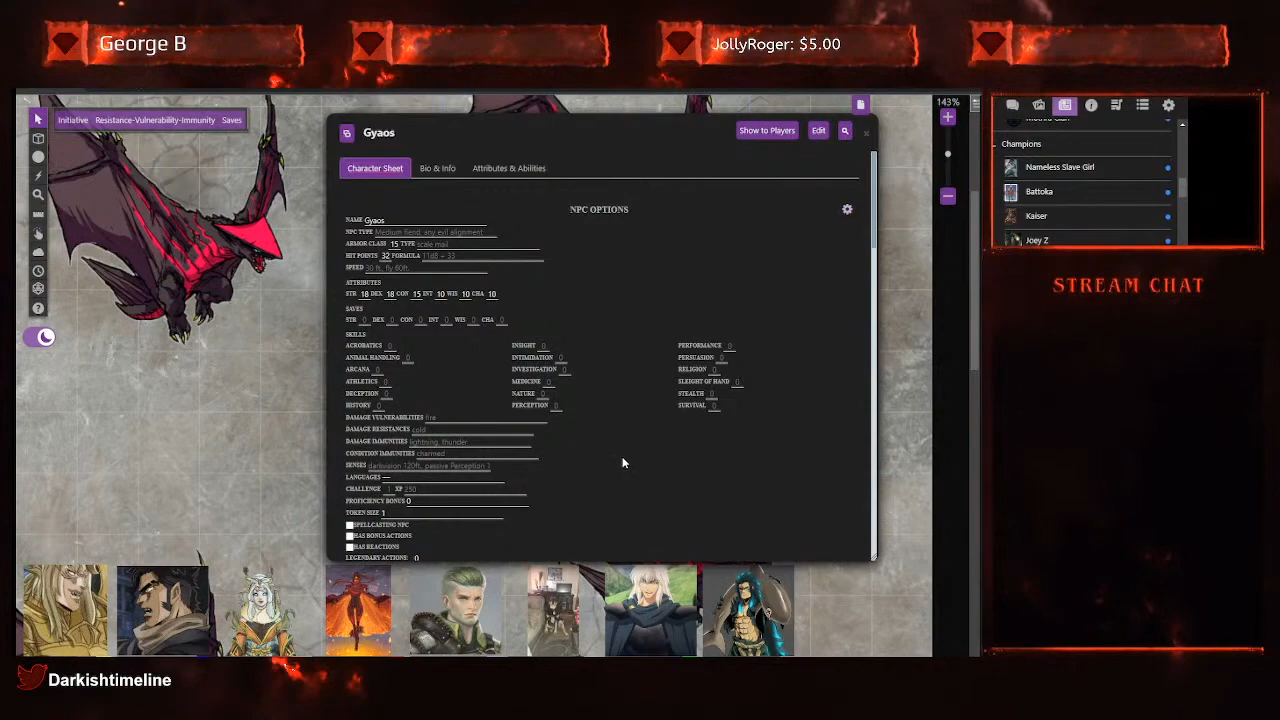 George B
JollyRoger: $5.00
Initiative Resistance-Vulnerability-Immunity Saves
143%
Gyaos
Show to Players Edit
Character Sheet Bio & Info Attributes & Abilities
NPC OPTIONS
NAME Gyaos
NPC TYPE Medium fiend, any evil alignment
ARMOR CLASS 15 TYPE scale mail
HIT POINTS 32 FORMULA 11d8 + 33
SPEED 30 ft, fly 60ft.
ATTRIBUTES
STR 18 DEX 18 CON 15 INT 10 WIS 10 CHA 10
SAVES
STR 0 DEX 0 CON 0 INT 0 WIS 0 CHA 0
SKILLS
ACROBATICS 0 INSIGHT 0 PERFORMANCE 0
ANIMAL HANDLING 0 INTIMIDATION 0 PERSUASION 0
ARCANA 0 INVESTIGATION 0 RELIGION 0
ATHLETICS 0 MEDICINE 0 SLEIGHT OF HAND 0
DECEPTION 0 NATURE 0 STEALTH 0
HISTORY 0 PERCEPTION 0 SURVIVAL 0
DAMAGE VULNERABILITIES fire
DAMAGE RESISTANCES cold
DAMAGE IMMUNITIES lightning, thunder
CONDITION IMMUNITIES charmed
SENSES darkvision 120ft, passive Perception 1
LANGUAGES —
CHALLENGE 1 XP 250
PROFICIENCY BONUS 0
TOKEN SIZE 1
SPELLCASTING NPC
HAS BONUS ACTIONS
HAS REACTIONS
LEGENDARY ACTIONS: 0
Champions
Nameless Slave Girl
Battoka
Kaiser
Joey Z
STREAM CHAT
Darkishtimeline